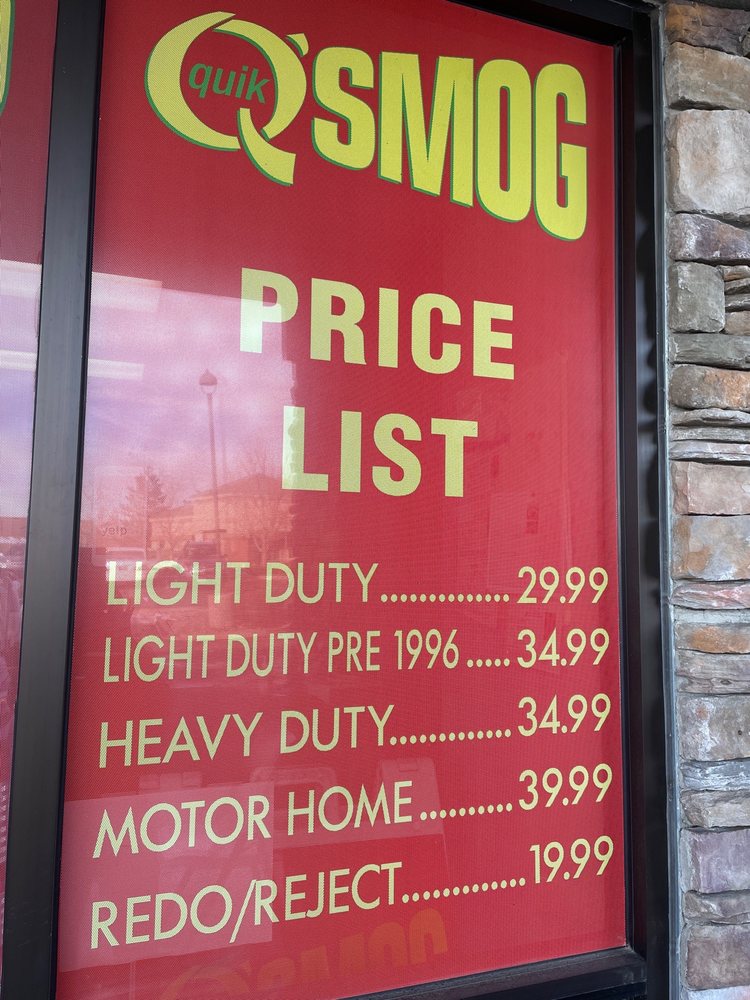 quik
Q'SMOG
PRICE
LIST
yelp
LIGHT DUTY.............. 29.99
LIGHT DUTY PRE 1996 ..... 34.99
HEAVY DUTY............. 34.99
MOTOR HOME .......... 39.99
REDO/REJECT............. 19.99